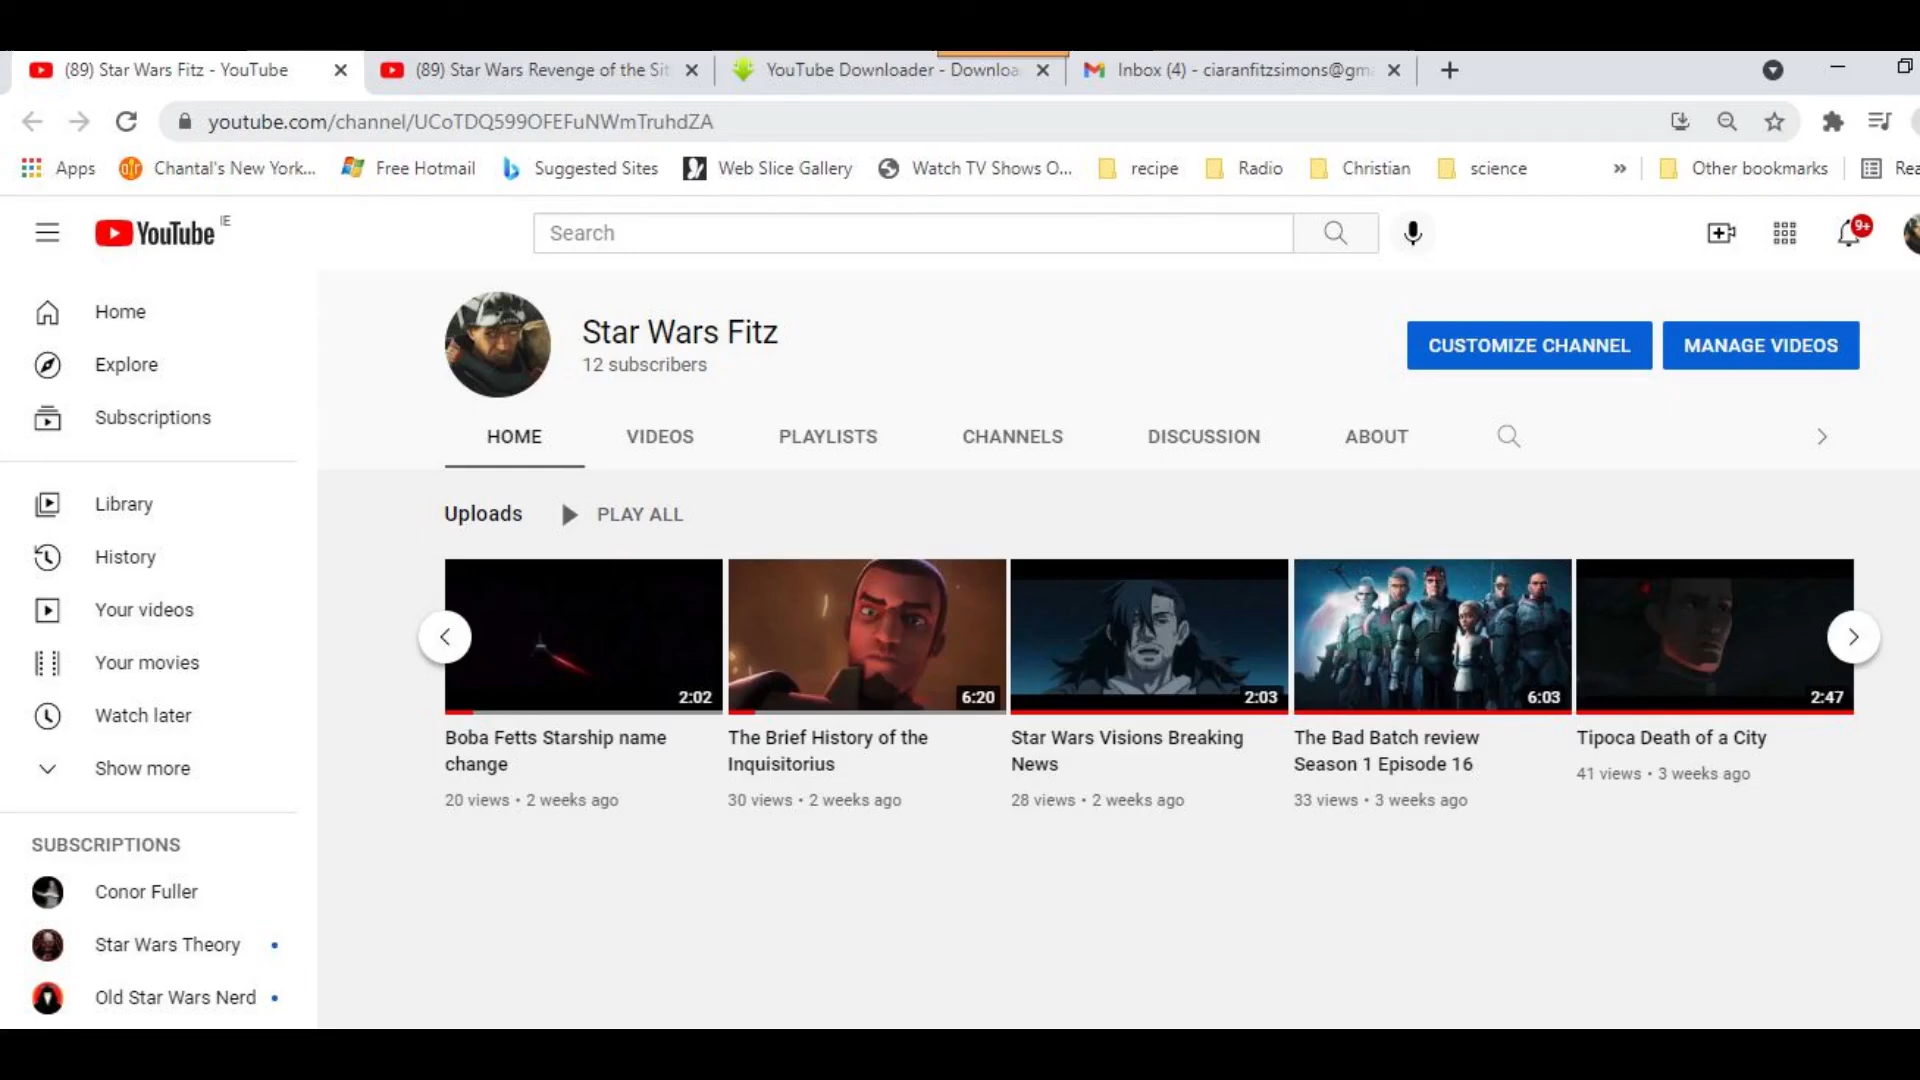 (89) Star Wars Fitz - YouTube
(89) Star Wars Revenge of the Sit
YouTube Downloader - Downloa
Inbox (4) - ciaranfitzsimons@gm
youtube.com/channel/UCoTDQ599OFEFuNWmTruhdZA
Apps
Chantal's New York...
Free Hotmail
Suggested Sites
Web Slice Gallery
Watch TV Shows O...
recipe
Radio
Christian
science
»
Other bookmarks
Rea
YouTube IE
Search
9+
Home
Explore
Subscriptions
Library
History
Your videos
Your movies
Watch later
Show more
SUBSCRIPTIONS
Conor Fuller
Star Wars Theory
Old Star Wars Nerd
Star Wars Fitz
12 subscribers
CUSTOMIZE CHANNEL
MANAGE VIDEOS
HOME
VIDEOS
PLAYLISTS
CHANNELS
DISCUSSION
ABOUT
Uploads
PLAY ALL
2:02
Boba Fetts Starship name
change
20 views • 2 weeks ago
6:20
The Brief History of the
Inquisitorius
30 views • 2 weeks ago
2:03
Star Wars Visions Breaking
News
28 views • 2 weeks ago
6:03
The Bad Batch review
Season 1 Episode 16
33 views • 3 weeks ago
2:47
Tipoca Death of a City
41 views • 3 weeks ago